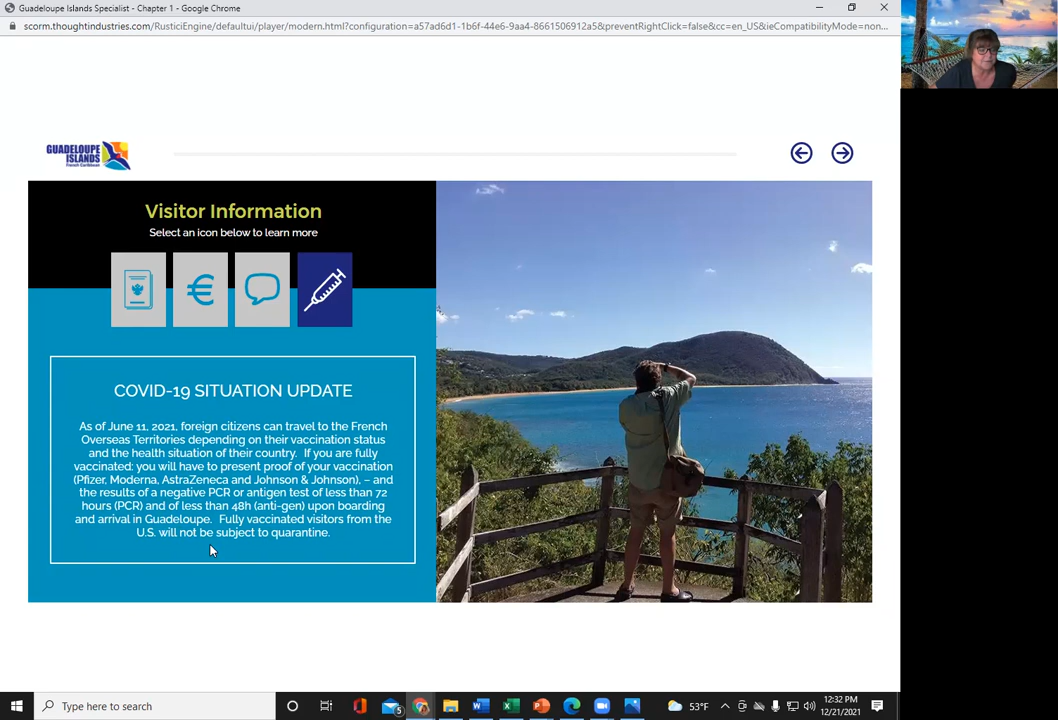 Guadeloupe Islands Specialist - Chapter 1 - Google Chrome
scorm.thoughtindustries.com/RusticEngine/defaultui/player/modern.html?configuration=a57ad6d1-1b6f-44e6-9aa4-8661506912a5&preventRightClick=false&cc=en_US&ieCompatibilityMode=non...
GUADELOUPE
ISLANDS
French Caribbean
Visitor Information
Select an icon below to learn more
€
COVID-19 SITUATION UPDATE
As of June 11, 2021, foreign citizens can travel to the French
Overseas Territories depending on their vaccination status
and the health situation of their country. If you are fully
vaccinated: you will have to present proof of your vaccination
(Pfizer, Moderna, AstraZeneca and Johnson & Johnson), – and
the results of a negative PCR or antigen test of less than 72
hours (PCR) and of less than 48h (anti-gen) upon boarding
and arrival in Guadeloupe. Fully vaccinated visitors from the
U.S. will not be subject to quarantine.
Type here to search
5
53°F
12:32 PM
12/21/2021